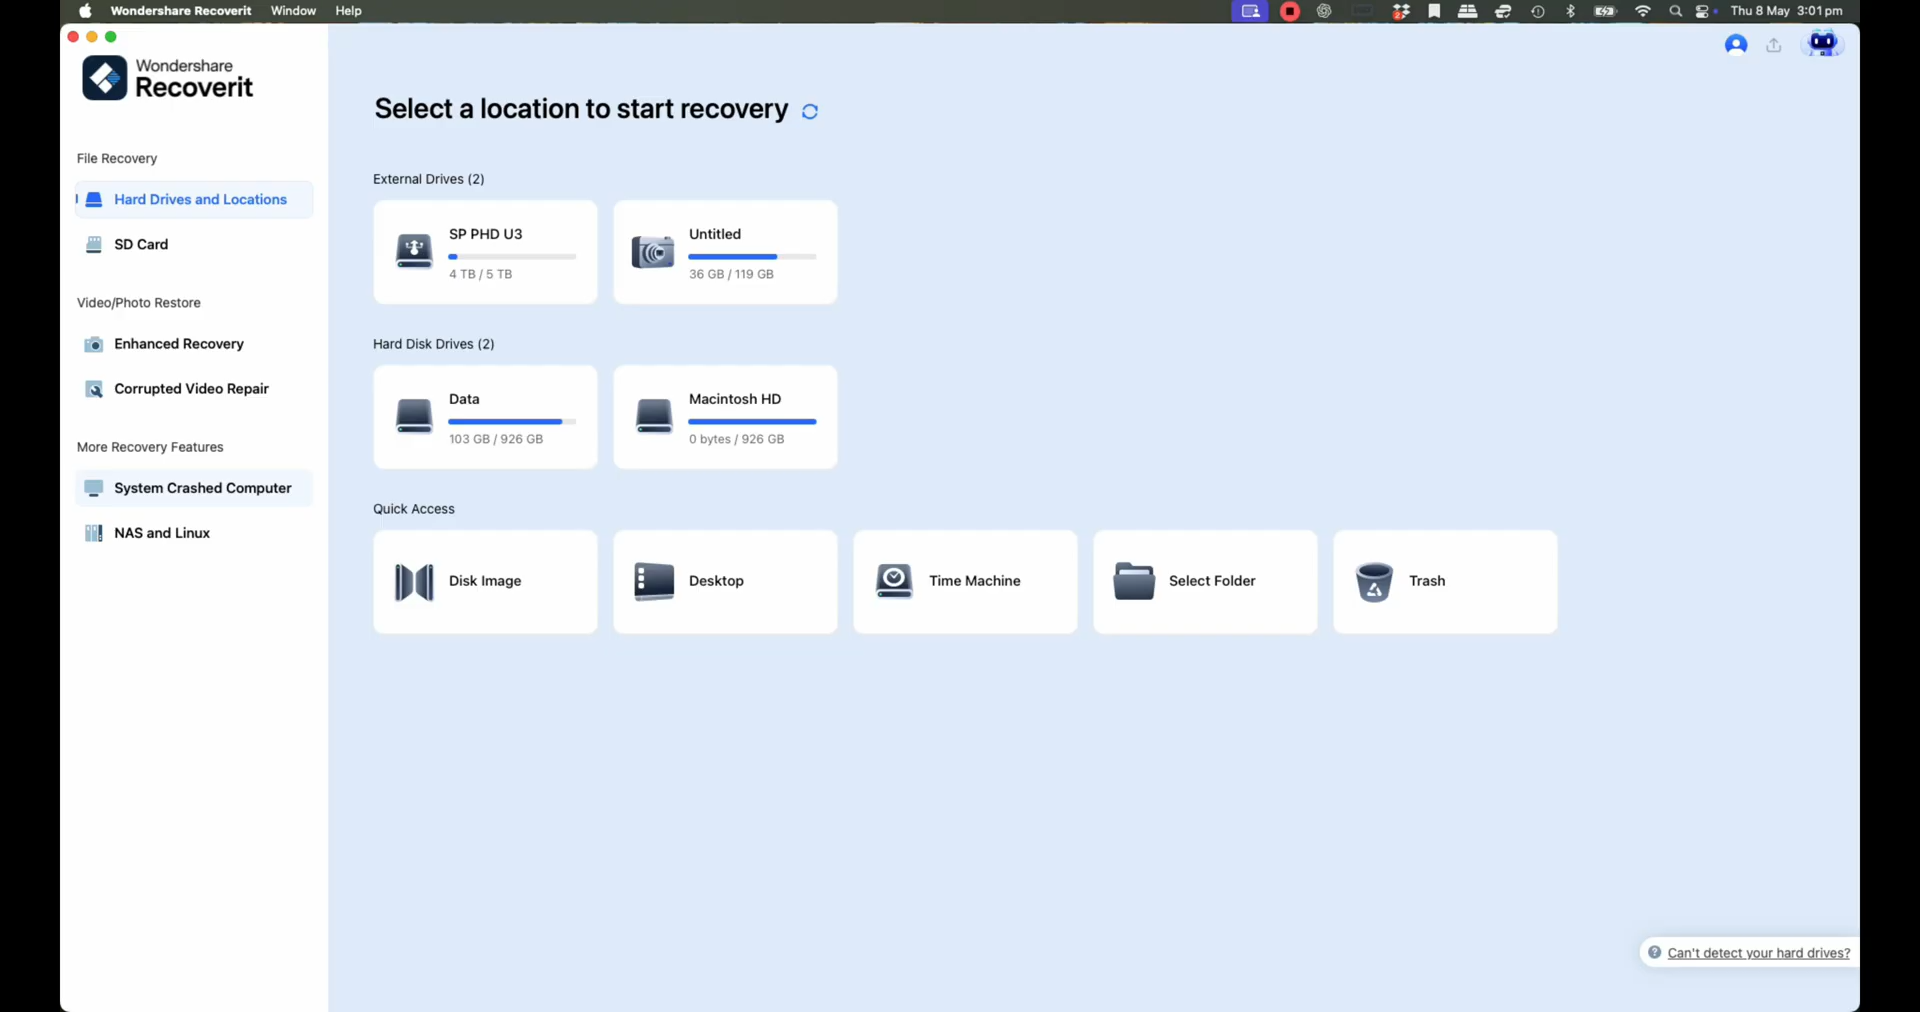 Wondershare Recoverit Window Help Thu 8 May 3:01pm
Wondershare
Recoverit
File Recovery
Hard Drives and Locations
SD Card
Video/Photo Restore
Enhanced Recovery
Corrupted Video Repair
More Recovery Features
System Crashed Computer
NAS and Linux
Select a location to start recovery
External Drives (2)
SP PHD U3
4 TB / 5 TB
Untitled
36 GB / 119 GB
Hard Disk Drives (2)
Data
103 GB / 926 GB
Macintosh HD
0 bytes / 926 GB
Quick Access
Disk Image
Desktop
Time Machine
Select Folder
Trash
Can't detect your hard drives?